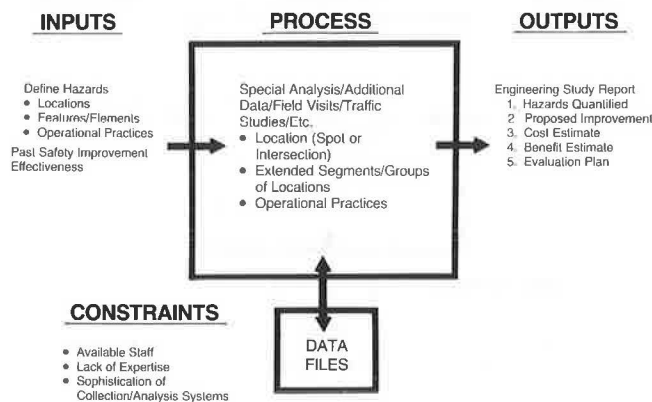 INPUTS
Define Hazards
• Locations
• Features/Elements
• Operational Practices
Past Safety Improvement
Effectiveness
PROCESS
Special Analysis/Additional
Data/Field Visits/Traffic
Studies/Etc.
• Location (Spot or
Intersection)
• Extended Segments/Groups
of Locations
• Operational Practices
OUTPUTS
Engineering Study Report
1. Hazards Quantified
2 Proposed Improvement
3. Cost Estimate
4. Benefit Estimate
5. Evaluation Plan
CONSTRAINTS
• Available Staff
• Lack of Expertise
• Sophistication of
Collection/Analysis Systems
DATA
FILES